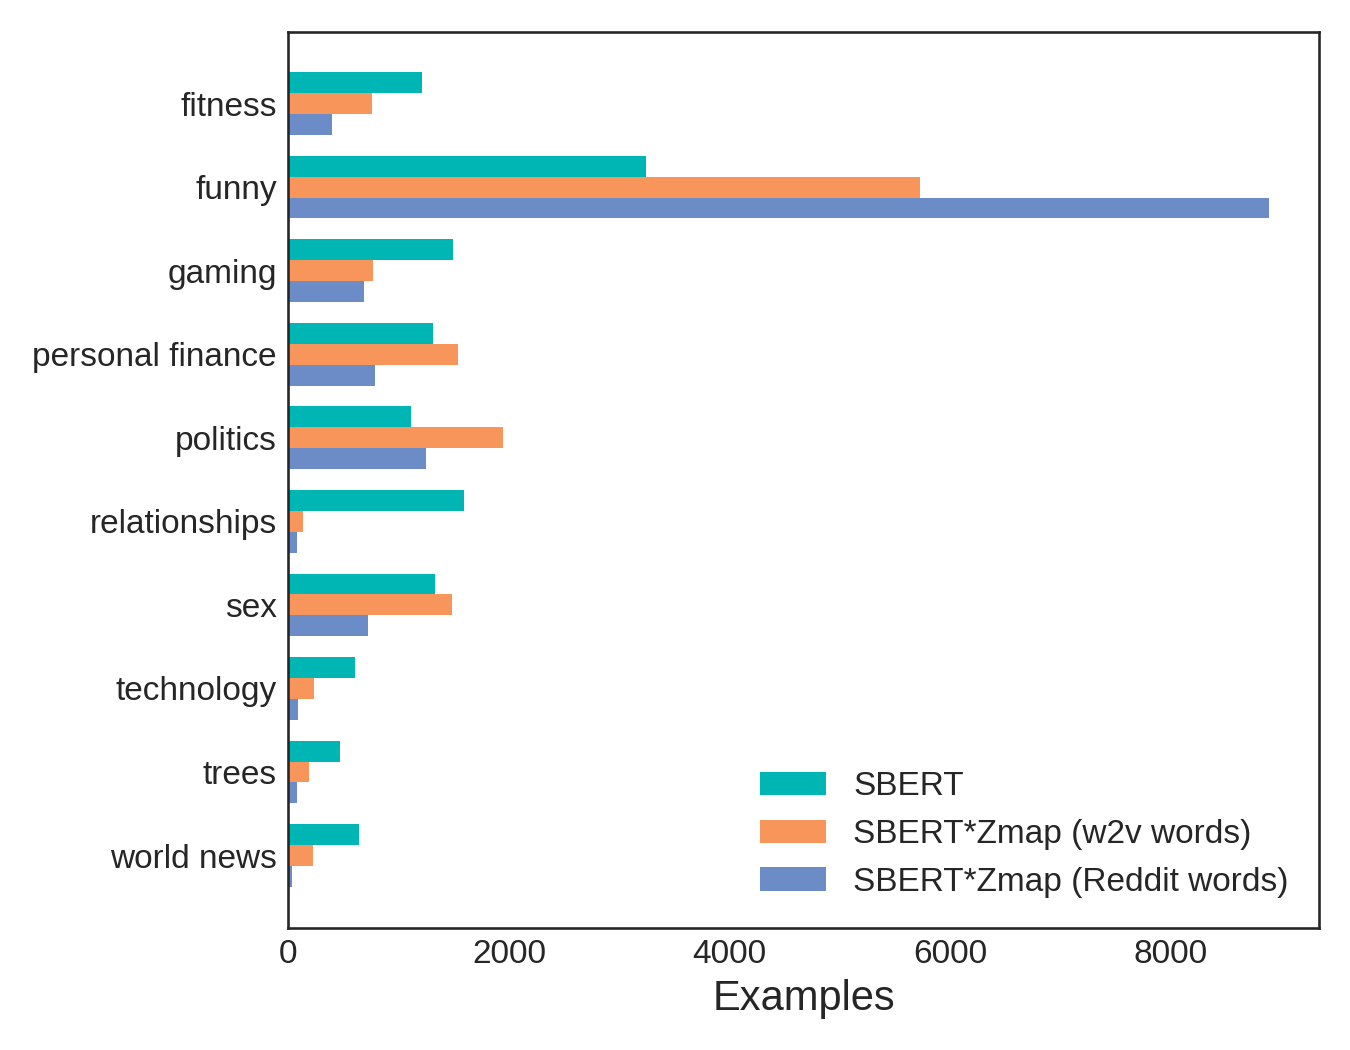 fitness
funny
gaming
personal finance
politics
relationships
sex
technology
trees
world news
SBERT
SBERT*Zmap (w2v words)
SBERT*Zmap (Reddit words)
0 2000 4000 6000 8000
Examples